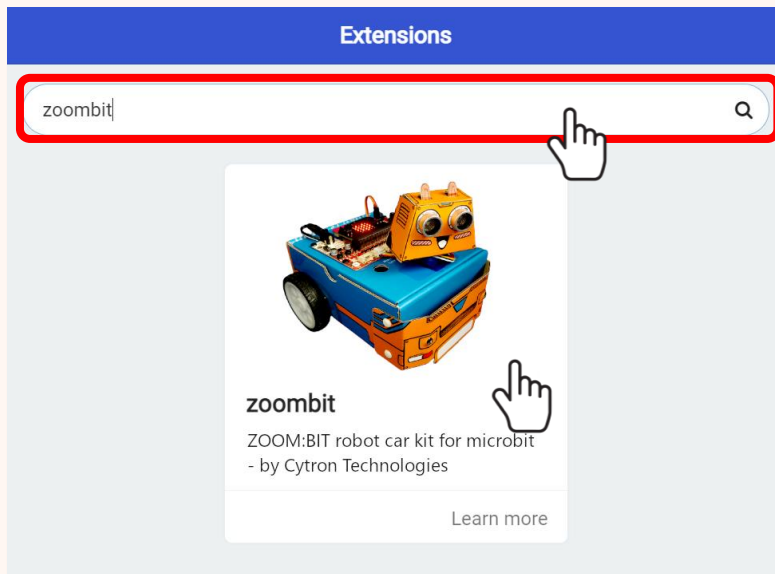 Extensions
zoombit
zoombit
ZOOM:BIT robot car kit for microbit
- by Cytron Technologies
Learn more